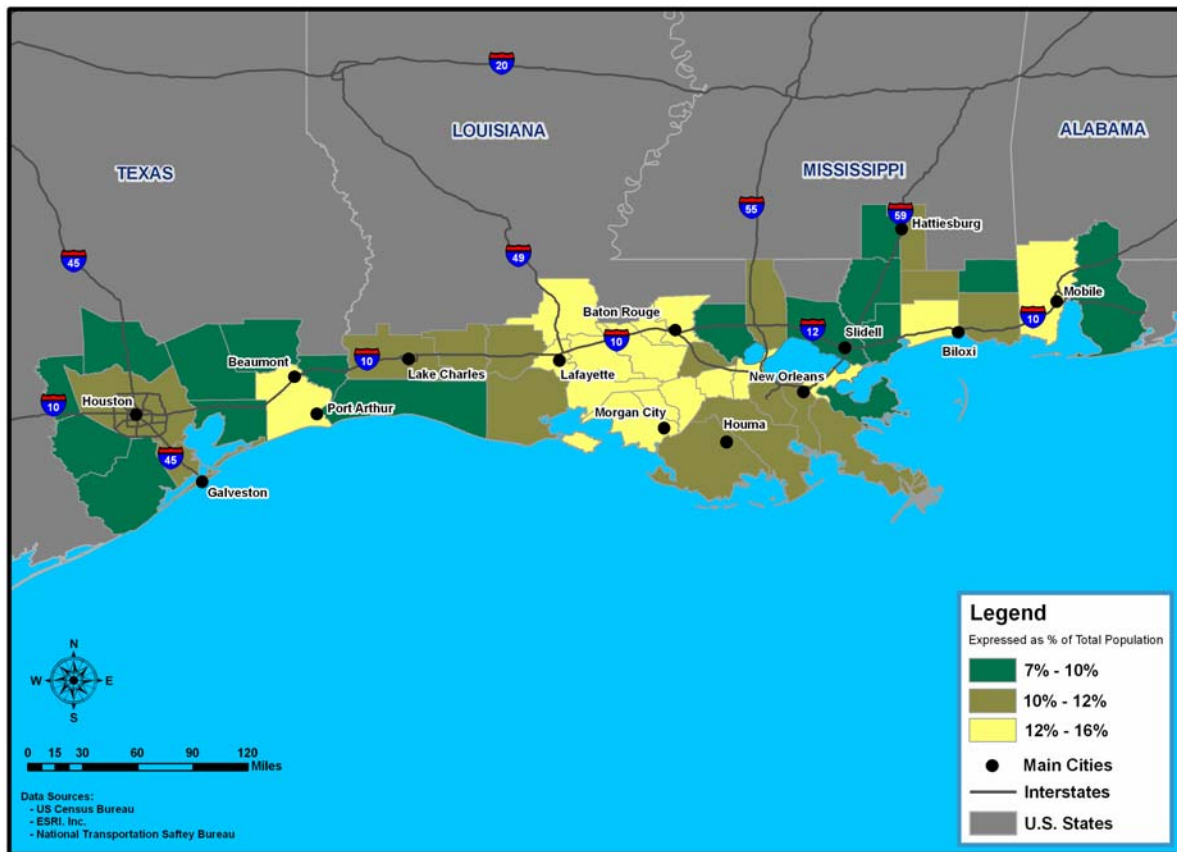 20
LOUISIANA
ALABAMA
TEXAS
MISSISSIPPI
55
59
Hattiesburg
45
49
Mobile
Baton Rouge
10
12
Slidell
10
Beaumont
10
Lake Charles
Lafayette
New Orleans
Biloxi
10
Houston
Port Arthur
Morgan City
Houma
45
Galveston
Legend
Expressed as % of Total Population
7% - 10%
10% - 12%
12% - 16%
Main Cities
Interstates
U.S. States
N
W
E
S
0 15 30 60 90 120
Miles
Data Sources:
- US Census Bureau
- ESRI. Inc.
- National Transportation Saftey Bureau